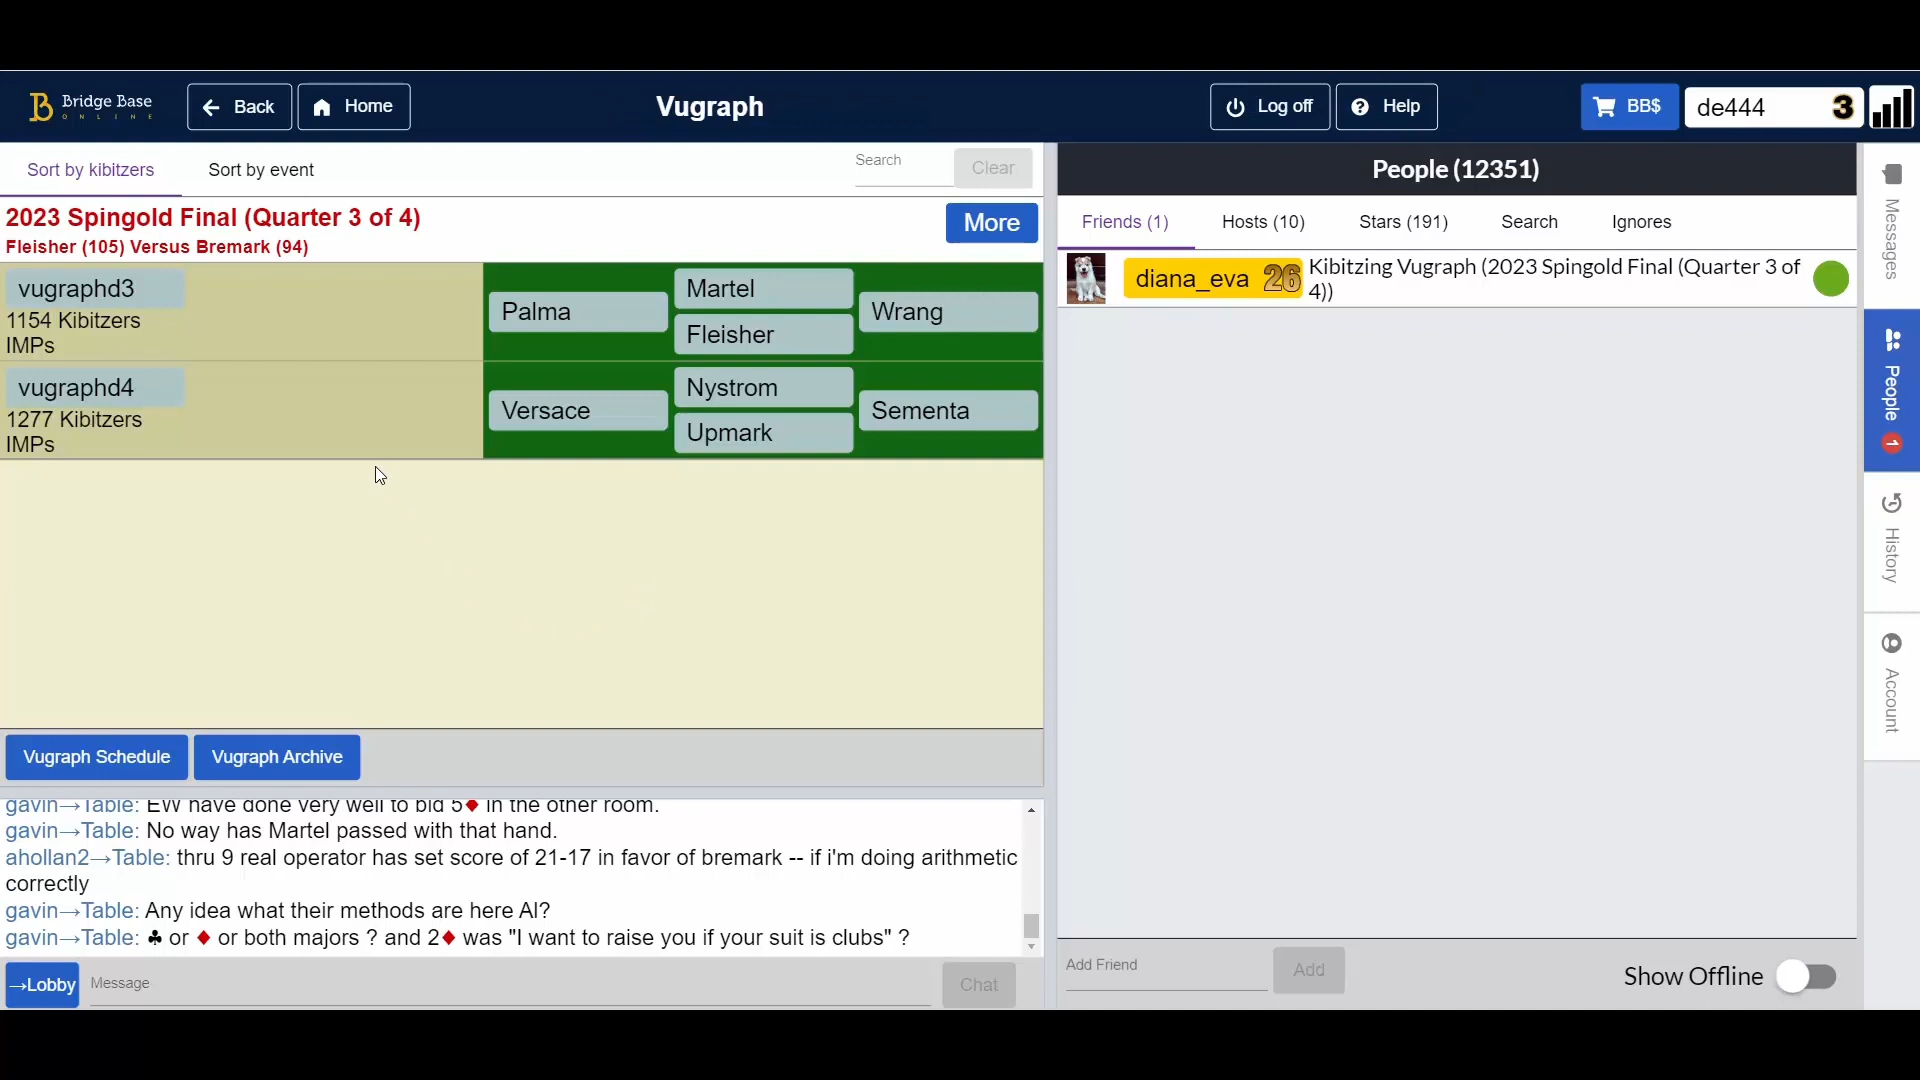 Bridge Base
ONLINE
Back
Home
Vugraph
Log off
Help
BB$
de444
3
Sort by kibitzers
Sort by event
Search
Clear
2023 Spingold Final (Quarter 3 of 4)
Fleisher (105) Versus Bremark (94)
More
vugraphd3
1154 Kibitzers
IMPs
Palma
Martel
Fleisher
Wrang
vugraphd4
1277 Kibitzers
IMPs
Versace
Nystrom
Upmark
Sementa
Vugraph Schedule
Vugraph Archive
gavin→Table: EW have done very well to bid 5♦ in the other room.
gavin→Table: No way has Martel passed with that hand.
ahollan2→Table: thru 9 real operator has set score of 21-17 in favor of bremark -- if i'm doing arithmetic
correctly
gavin→Table: Any idea what their methods are here Al?
gavin→Table: ♣ or ♦ or both majors ? and 2♦ was "I want to raise you if your suit is clubs" ?
→Lobby
Message
Chat
People (12351)
Friends (1)
Hosts (10)
Stars (191)
Search
Ignores
diana_eva 26
Kibitzing Vugraph (2023 Spingold Final (Quarter 3 of
4))
Add Friend
Add
Show Offline
Messages
People
1
History
Account